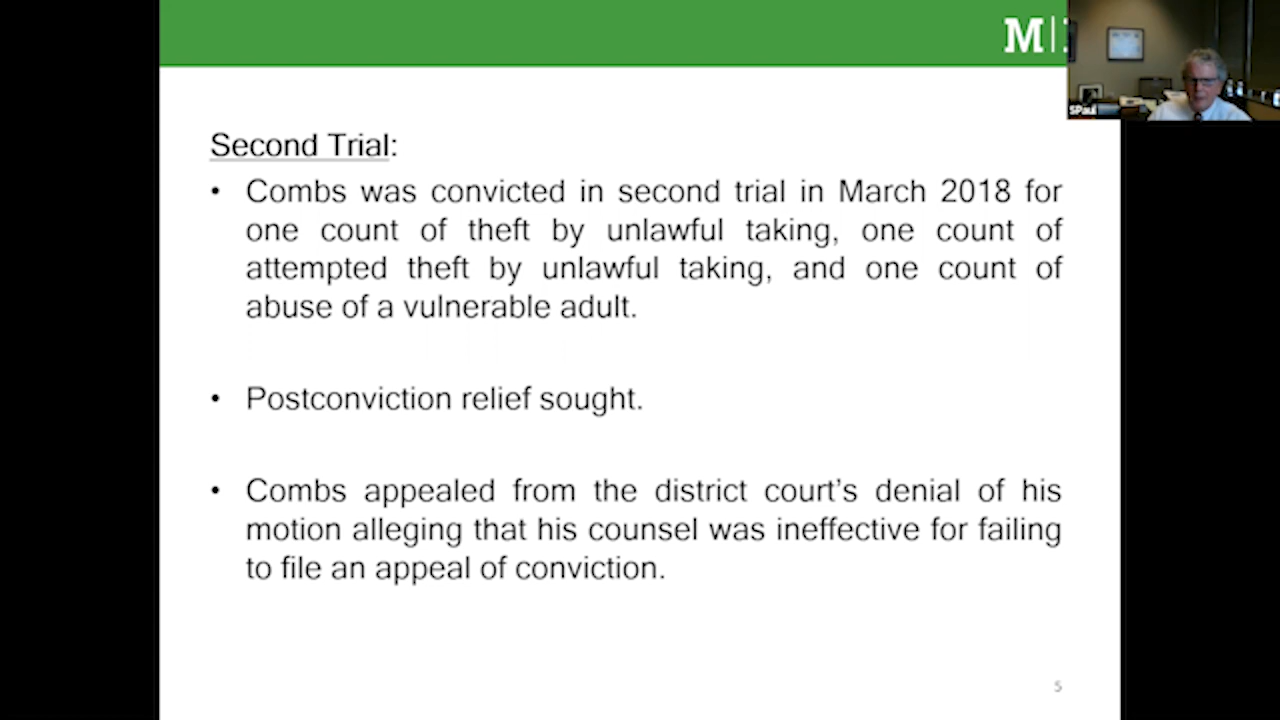 M
SPaul
Second Trial:
• Combs was convicted in second trial in March 2018 for
one count of theft by unlawful taking, one count of
attempted theft by unlawful taking, and one count of
abuse of a vulnerable adult.
• Postconviction relief sought.
• Combs appealed from the district court's denial of his
motion alleging that his counsel was ineffective for failing
to file an appeal of conviction.
5